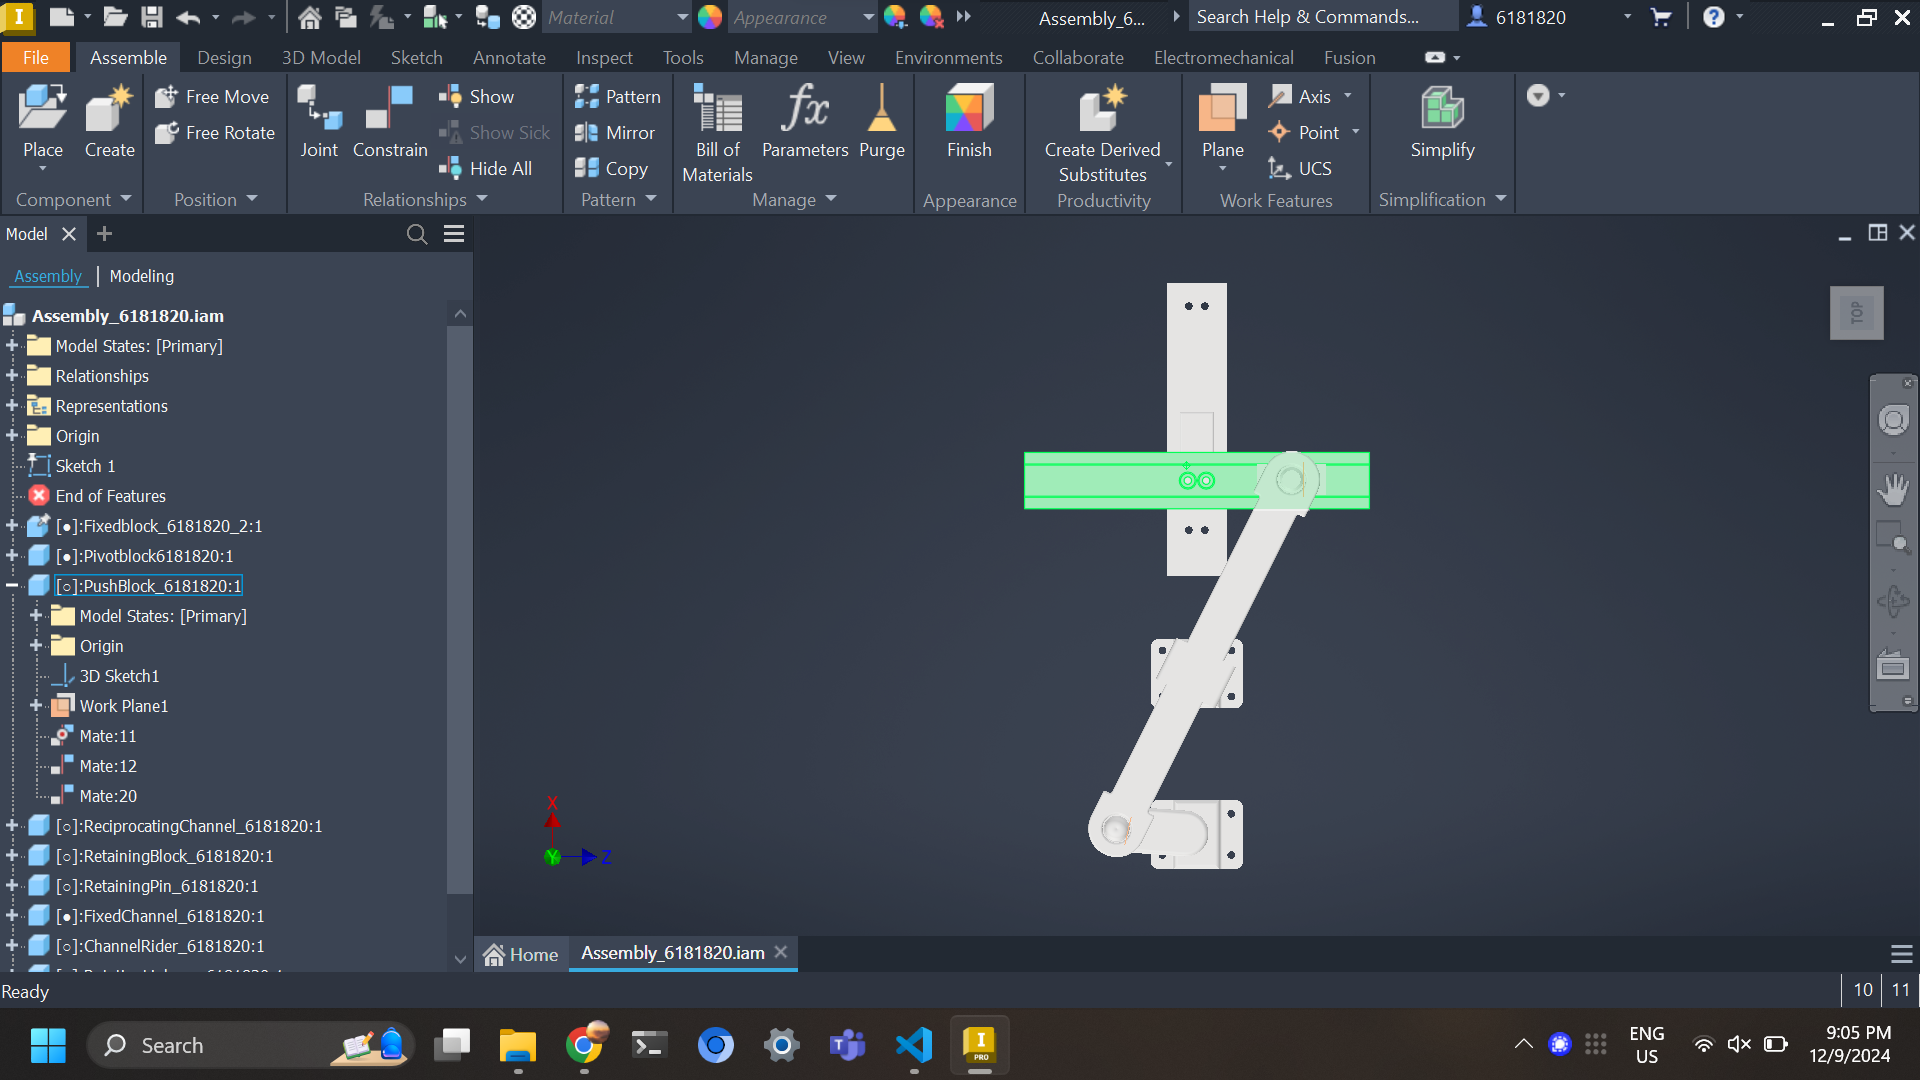 I
Material
Appearance
Assembly_6...
Search Help & Commands...
6181820
File
Assemble
Design
3D Model
Sketch
Annotate
Inspect
Tools
Manage
View
Environments
Collaborate
Electromechanical
Fusion
Place
Create
Free Move
Free Rotate
Joint
Constrain
Show
Show Sick
Hide All
Pattern
Mirror
Copy
Bill of
Materials
fx
Parameters
Purge
Finish
Create Derived
Substitutes
Plane
Axis
Point
UCS
Simplify
Component
Position
Relationships
Pattern
Manage
Appearance
Productivity
Work Features
Simplification
Model
Assembly
Modeling
Assembly_6181820.iam
Model States: [Primary]
Relationships
Representations
Origin
Sketch 1
End of Features
[●]:Fixedblock_6181820_2:1
[●]:Pivotblock6181820:1
[○]:PushBlock_6181820:1
Model States: [Primary]
Origin
3D Sketch1
Work Plane1
Mate:11
Mate:12
Mate:20
[○]:ReciprocatingChannel_6181820:1
[○]:RetainingBlock_6181820:1
[○]:RetainingPin_6181820:1
[●]:FixedChannel_6181820:1
[○]:ChannelRider_6181820:1
TOP
X
Y
Z
Home
Assembly_6181820.iam
Ready
10
11
Search
I
PRO
ENG
US
9:05 PM
12/9/2024